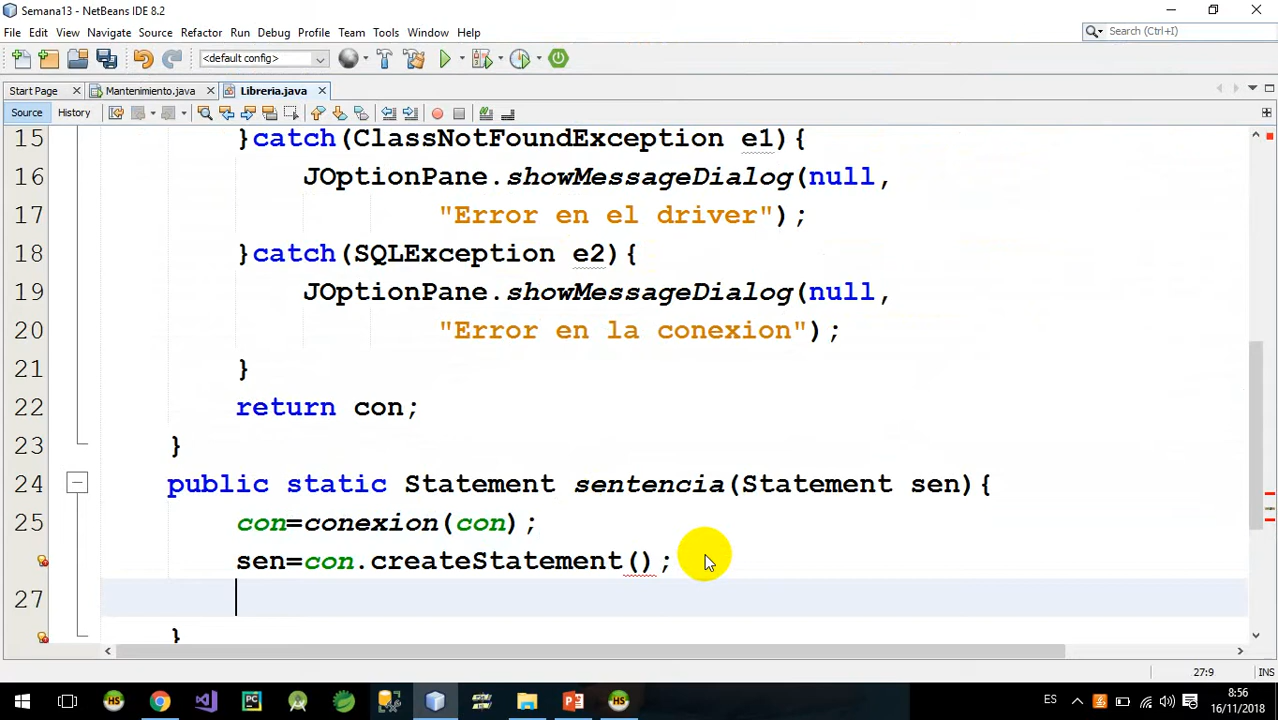 Semana13 - NetBeans IDE 8.2
File Edit View Navigate Source Refactor Run Debug Profile Team Tools Window Help
Search (Ctrl+I)
<default config>
Start Page Mantenimiento.java Libreria.java
Source History
15 }catch(ClassNotFoundException e1){
16 JOptionPane.showMessageDialog(null,
17 "Error en el driver");
18 }catch(SQLException e2){
19 JOptionPane.showMessageDialog(null,
20 "Error en la conexion");
21 }
22 return con;
23 }
24 public static Statement sentencia(Statement sen){
25 con=conexion(con);
sen=con.createStatement();
27
}
27:9 INS
ES 8:56
16/11/2018